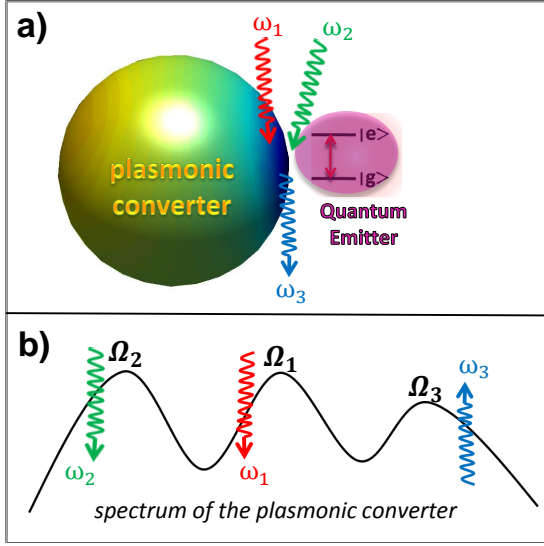 a)
ω₁
ω₂
|e>
|g>
plasmonic
converter
Quantum
Emitter
ω₃
b)
Ω₂
Ω₁
Ω₃
ω₃
ω₂
ω₁
spectrum of the plasmonic converter